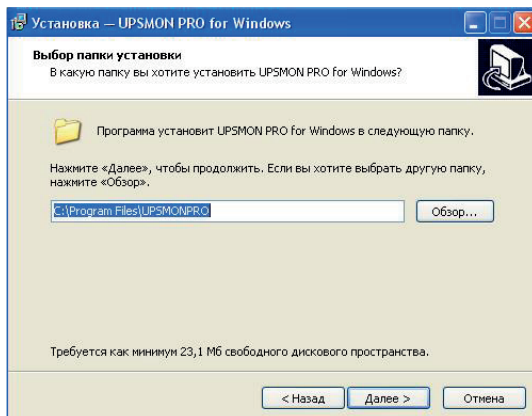 Установка — UPSMON PRO for Windows
Выбор папки установки
В какую папку вы хотите установить UPSMON PRO for Windows?
Программа установит UPSMON PRO for Windows в следующую папку.
Нажмите «Далее», чтобы продолжить. Если вы хотите выбрать другую папку,
нажмите «Обзор».
C:\Program Files\UPSMONPRO
Обзор...
Требуется как минимум 23,1 Мб свободного дискового пространства.
< Назад
Далее >
Отмена